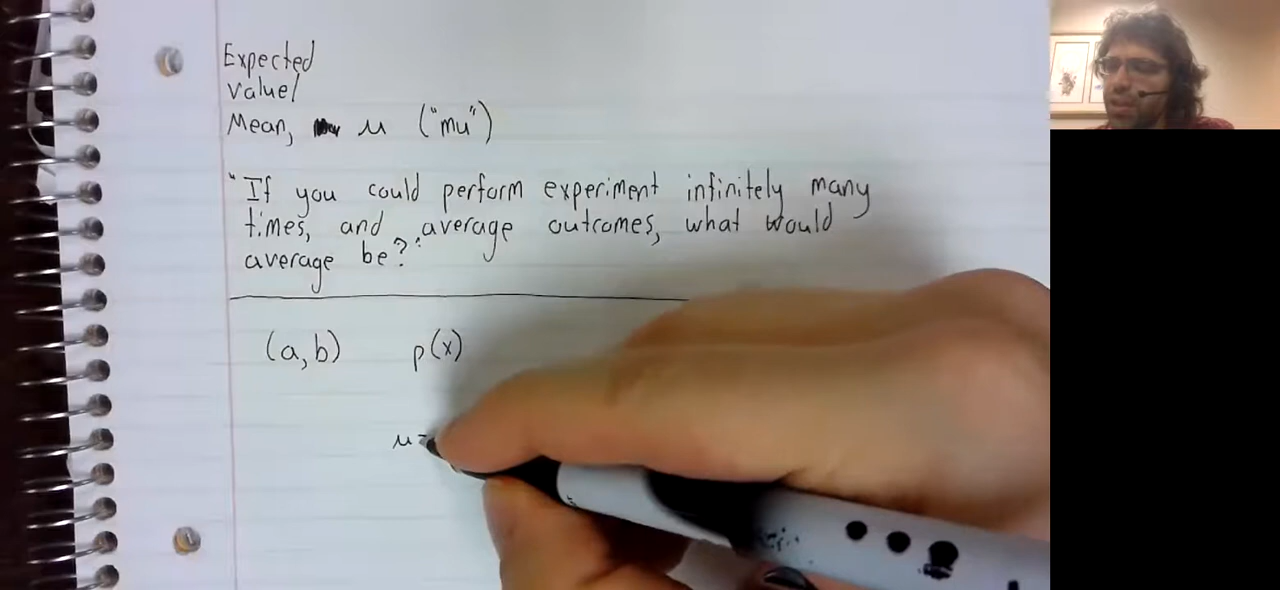 Expected
value/
Mean, μ ("mu")
"If you could perform experiment infinitely many
times, and average outcomes, what would
average be?"
(a,b) p(x)
μ=